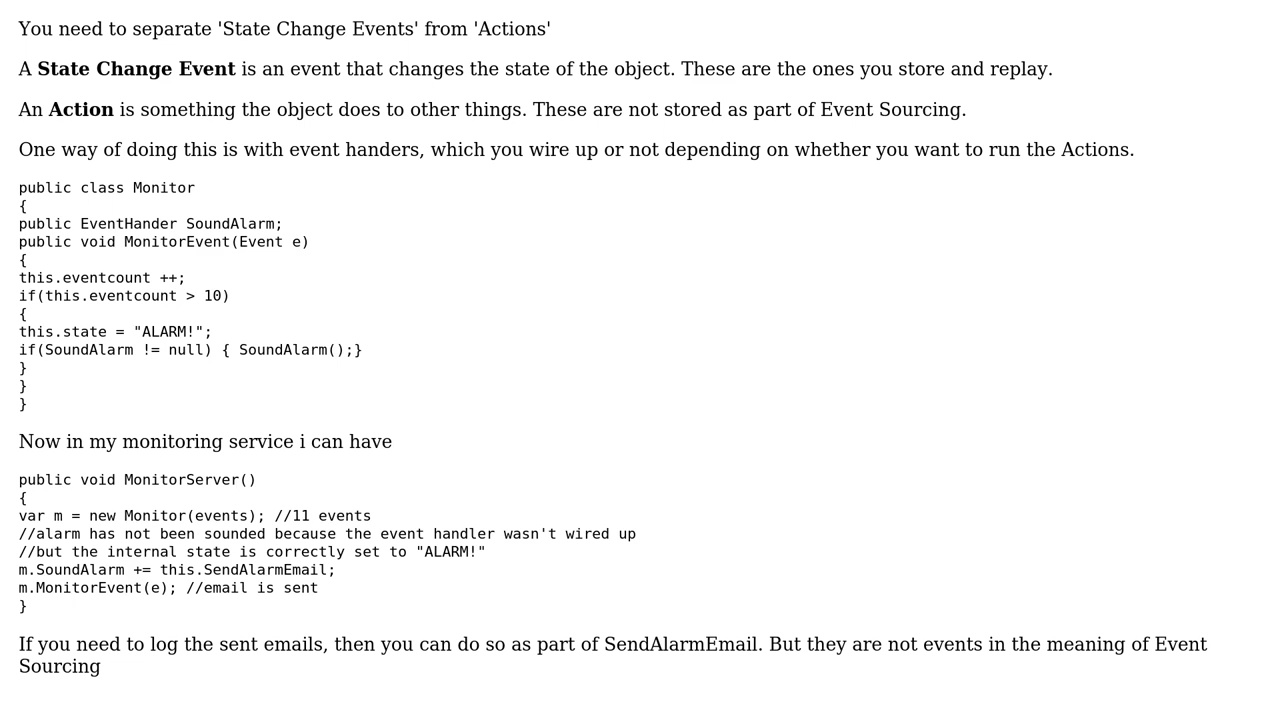 You need to separate 'State Change Events' from 'Actions'
A State Change Event is an event that changes the state of the object. These are the ones you store and replay.
An Action is something the object does to other things. These are not stored as part of Event Sourcing.
One way of doing this is with event handers, which you wire up or not depending on whether you want to run the Actions.
public class Monitor
{
public EventHander SoundAlarm;
public void MonitorEvent(Event e)
{
this.eventcount ++;
if(this.eventcount > 10)
{
this.state = "ALARM!";
if(SoundAlarm != null) { SoundAlarm();}
}
}
}
Now in my monitoring service i can have
public void MonitorServer()
{
var m = new Monitor(events); //11 events
//alarm has not been sounded because the event handler wasn't wired up
//but the internal state is correctly set to "ALARM!"
m.SoundAlarm += this.SendAlarmEmail;
m.MonitorEvent(e); //email is sent
}
If you need to log the sent emails, then you can do so as part of SendAlarmEmail. But they are not events in the meaning of Event
Sourcing